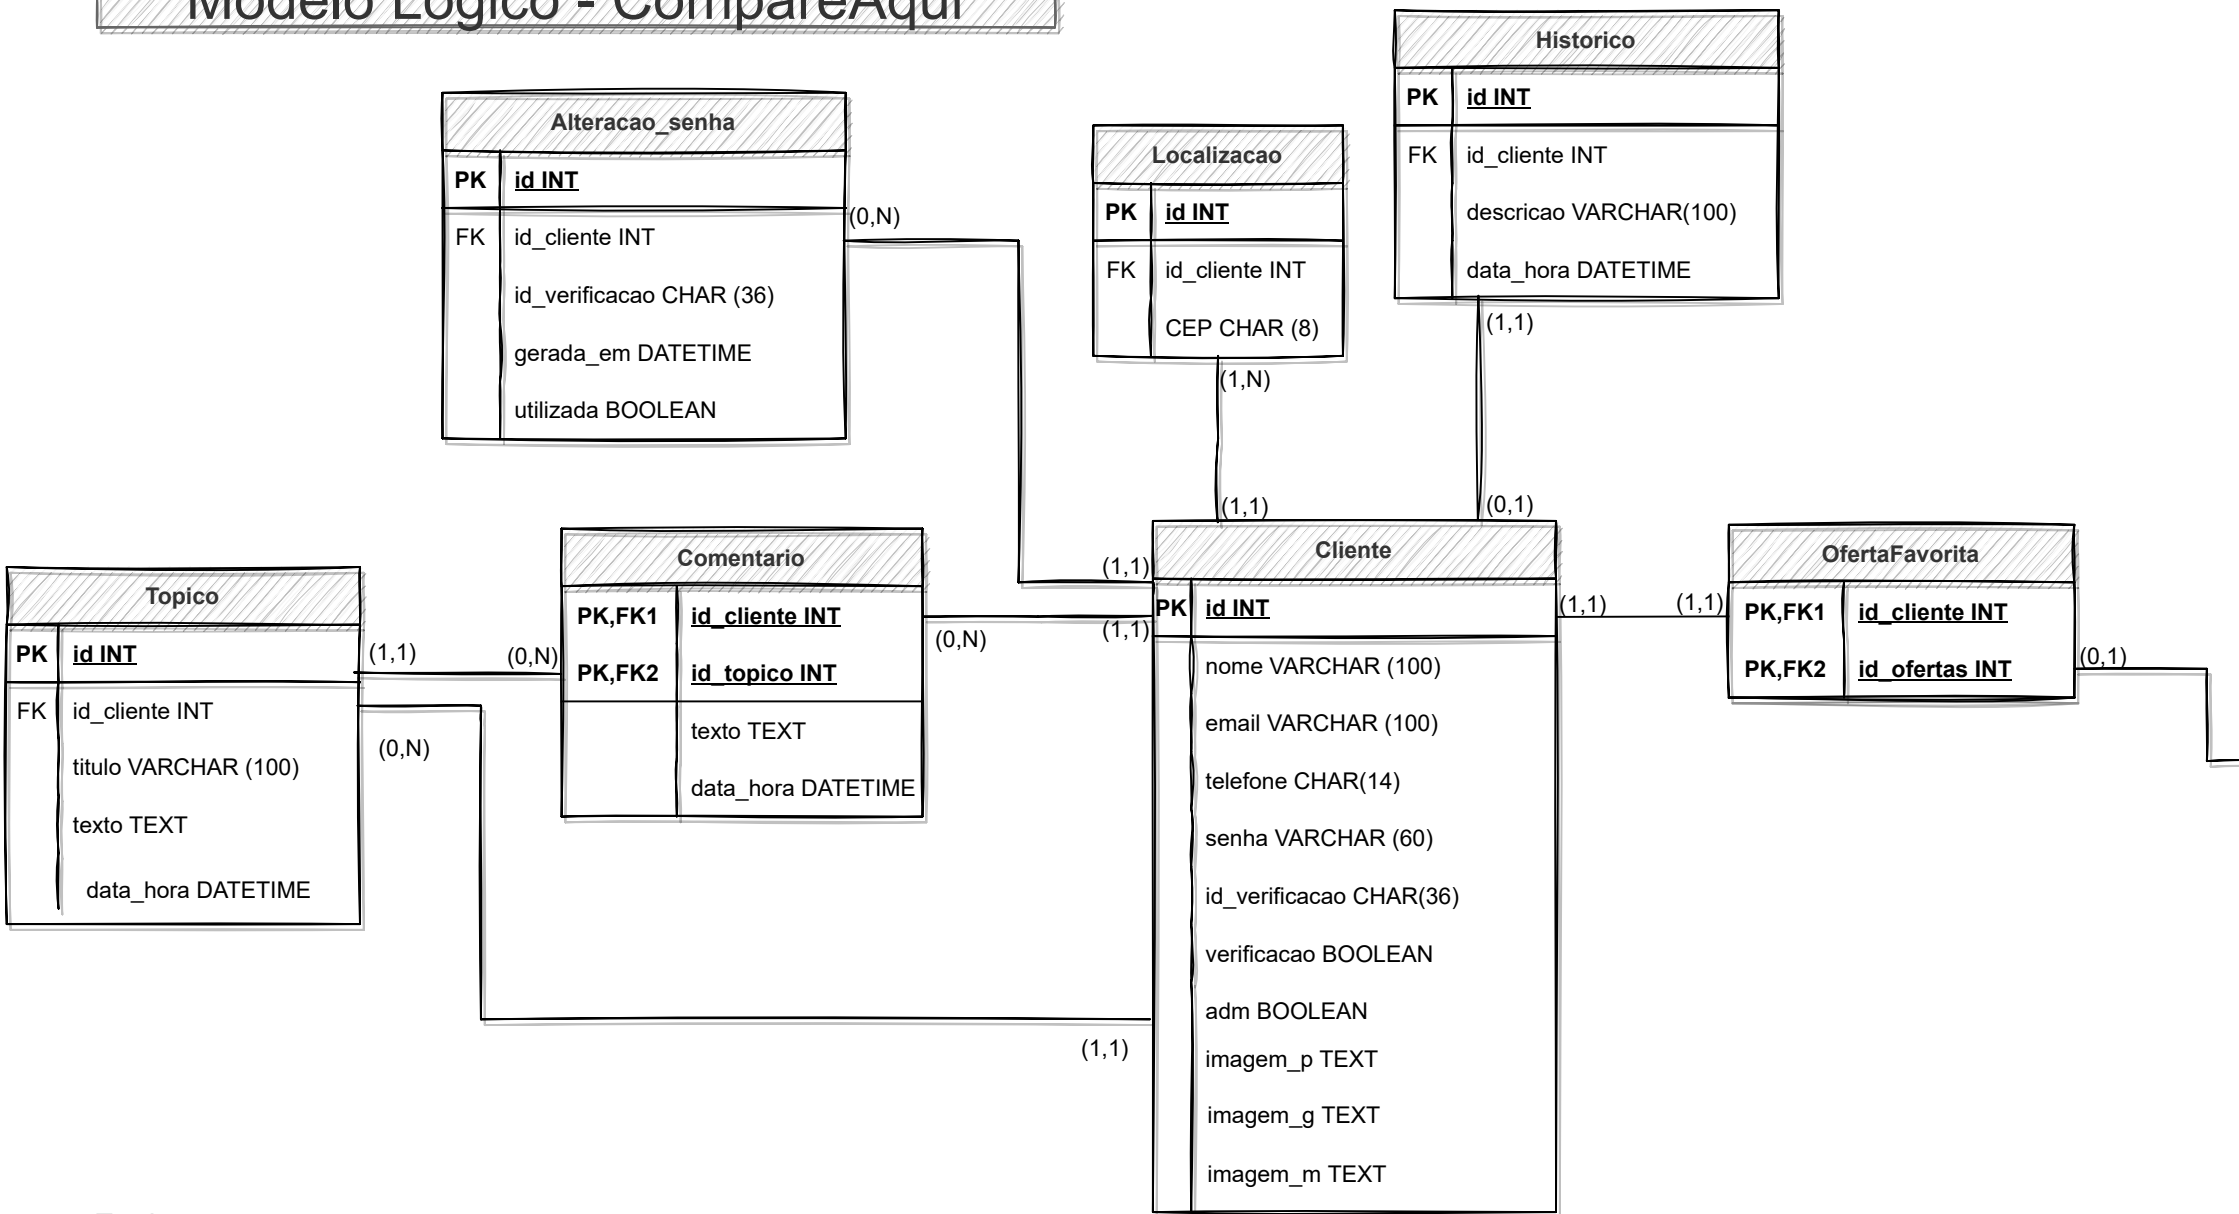 Modelo Lógico - CompareAqui
Historico
PK id INT
FK id_cliente INT
descricao VARCHAR(100)
data_hora DATETIME
(1,1)
(0,1)
Alteracao_senha
PK id INT
FK id_cliente INT
id_verificacao CHAR (36)
gerada_em DATETIME
utilizada BOOLEAN
(0,N)
(1,1)
Localizacao
PK id INT
FK id_cliente INT
CEP CHAR (8)
(1,N)
(1,1)
Topico
PK id INT
FK id_cliente INT
titulo VARCHAR (100)
texto TEXT
data_hora DATETIME
(1,1)
(0,N)
(0,N)
(1,1)
Comentario
PK,FK1 id_cliente INT
PK,FK2 id_topico INT
texto TEXT
data_hora DATETIME
(0,N)
(1,1)
Cliente
PK id INT
nome VARCHAR (100)
email VARCHAR (100)
telefone CHAR(14)
senha VARCHAR (60)
id_verificacao CHAR(36)
verificacao BOOLEAN
adm BOOLEAN
imagem_p TEXT
imagem_g TEXT
imagem_m TEXT
(1,1)
(1,1)
OfertaFavorita
PK,FK1 id_cliente INT
PK,FK2 id_ofertas INT
(0,1)